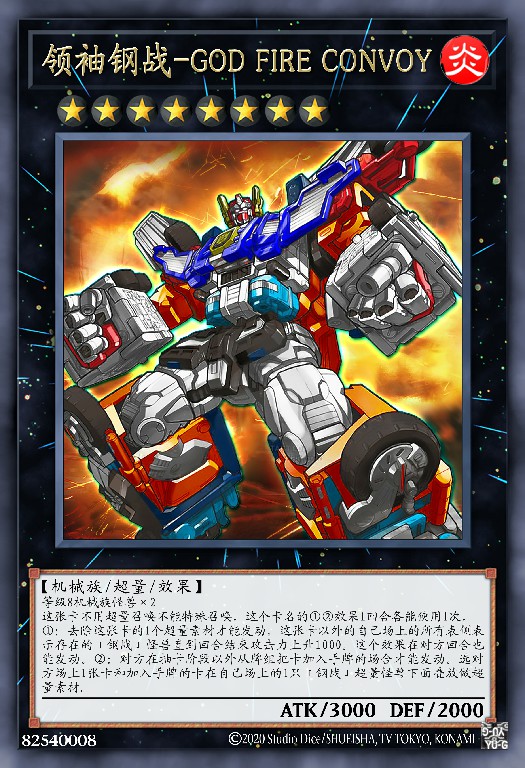 领袖钢战-GOD FIRE CONVOY
炎
【机械族/超量/效果】
等级8机械族怪兽×2
这张卡不用超量召唤不能特殊召唤。这个卡名的①②效果1回合各能使用1次。
①：去除这张卡的1个超量素材才能发动。这张卡以外的自己场上的所有表侧表
示存在的「钢战」怪兽直到回合结束攻击力上升1000。这个效果在对方回合也
能发动。②：对方在抽卡阶段以外从牌组把卡加入手牌的场合才能发动。选对
方场上1张卡和加入手牌的卡在自己场上的1只「钢战」超量怪兽下面叠放做超
量素材。
ATK/3000 DEF/2000
82540008
©2020 Studio Dice/SHUEISHA, TV TOKYO, KONAMI